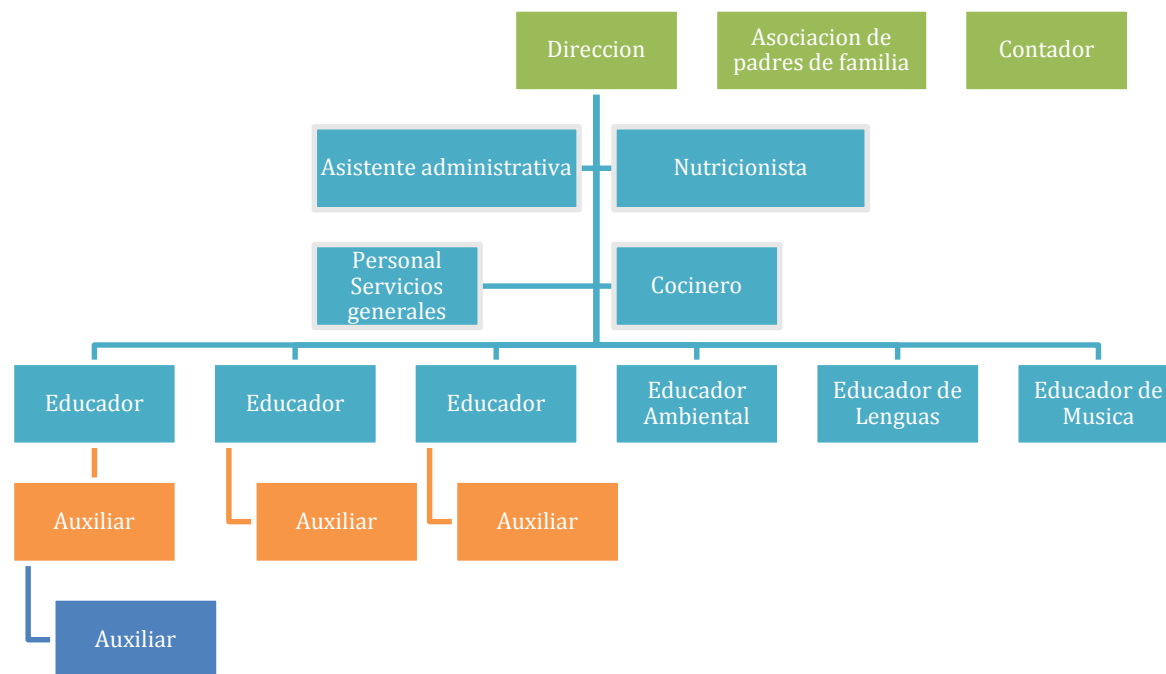 Direccion
Asociacion de
padres de familia
Contador
Asistente administrativa
Nutricionista
Personal
Servicios
generales
Cocinero
Educador
Educador
Educador
Educador
Ambiental
Educador de
Lenguas
Educador de
Musica
Auxiliar
Auxiliar
Auxiliar
Auxiliar